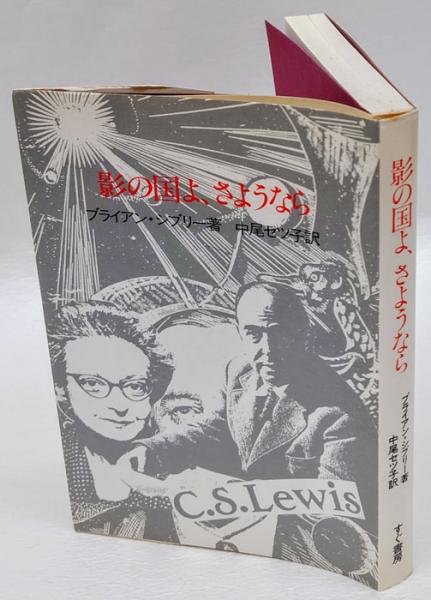 影の国よ、さようなら
ブライアン・シブリー著　中尾セツ子訳
C.S.Lewis
影の国よ、さようなら
ブライアン・シブリー著
中尾セツ子訳
すぐ書房